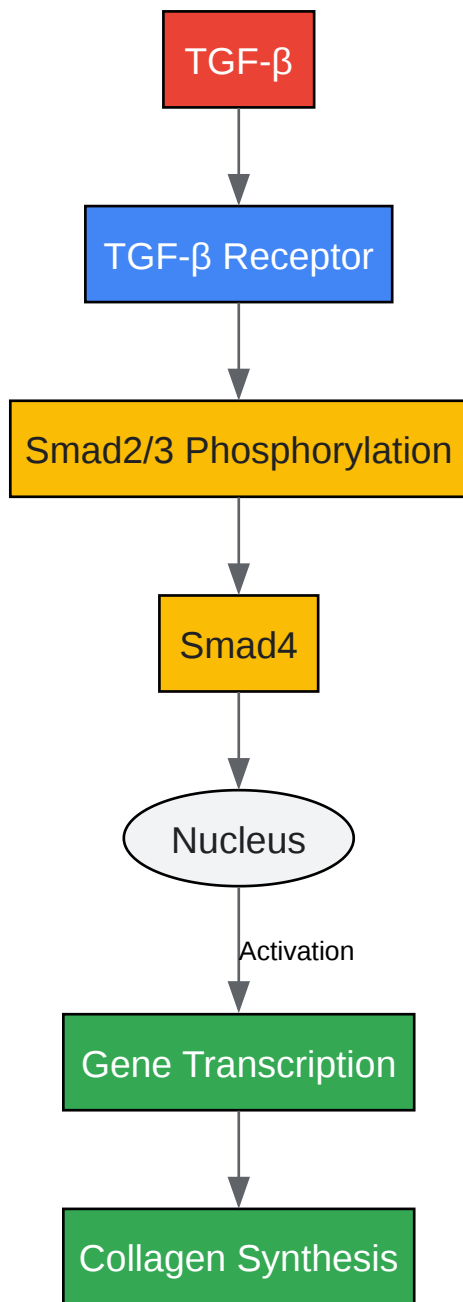 TGF-β
TGF-β Receptor
Smad2/3 Phosphorylation
Smad4
Nucleus
Activation
Gene Transcription
Collagen Synthesis